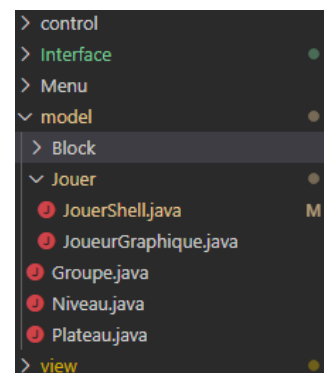 control
Interface
Menu
model
Block
Jouer
JouerShell.java M
JoueurGraphique.java
Groupe.java
Niveau.java
Plateau.java
view